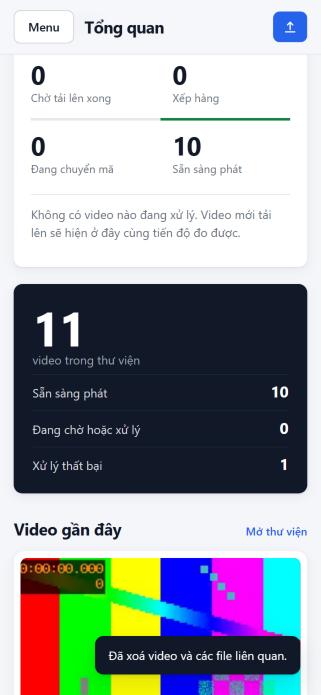 Menu
Tổng quan
0
0
Chờ tải lên xong
Xếp hàng
0
10
Đang chuyển mã
Sẵn sàng phát
Không có video nào đang xử lý. Video mới tải
lên sẽ hiện ở đây cùng tiến độ đo được.
11
video trong thư viện
Sẵn sàng phát
10
Đang chờ hoặc xử lý
0
Xử lý thất bại
1
Video gần đây
Mở thư viện
0:00:00.000
0
Đã xoá video và các file liên quan.